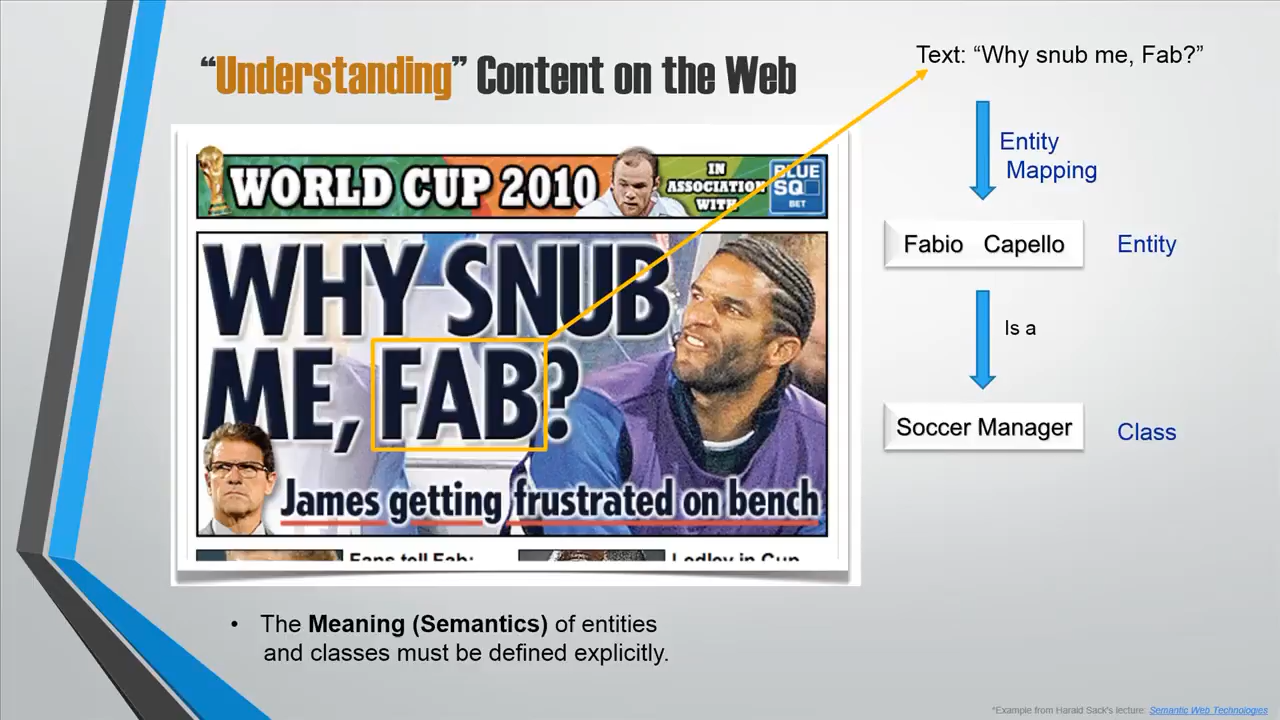 “Understanding” Content on the Web
Text: “Why snub me, Fab?”
Entity
Mapping
Fabio Capello
Entity
Is a
Soccer Manager
Class
WORLD CUP 2010
IN
ASSOCIATION
WITH
BLUE
SQ
BET
WHY SNUB
ME, FAB?
James getting frustrated on bench
Fans tell Fab:
Ledley in Cup
• The Meaning (Semantics) of entities
and classes must be defined explicitly.
*Example from Harald Sack's lecture: Semantic Web Technologies